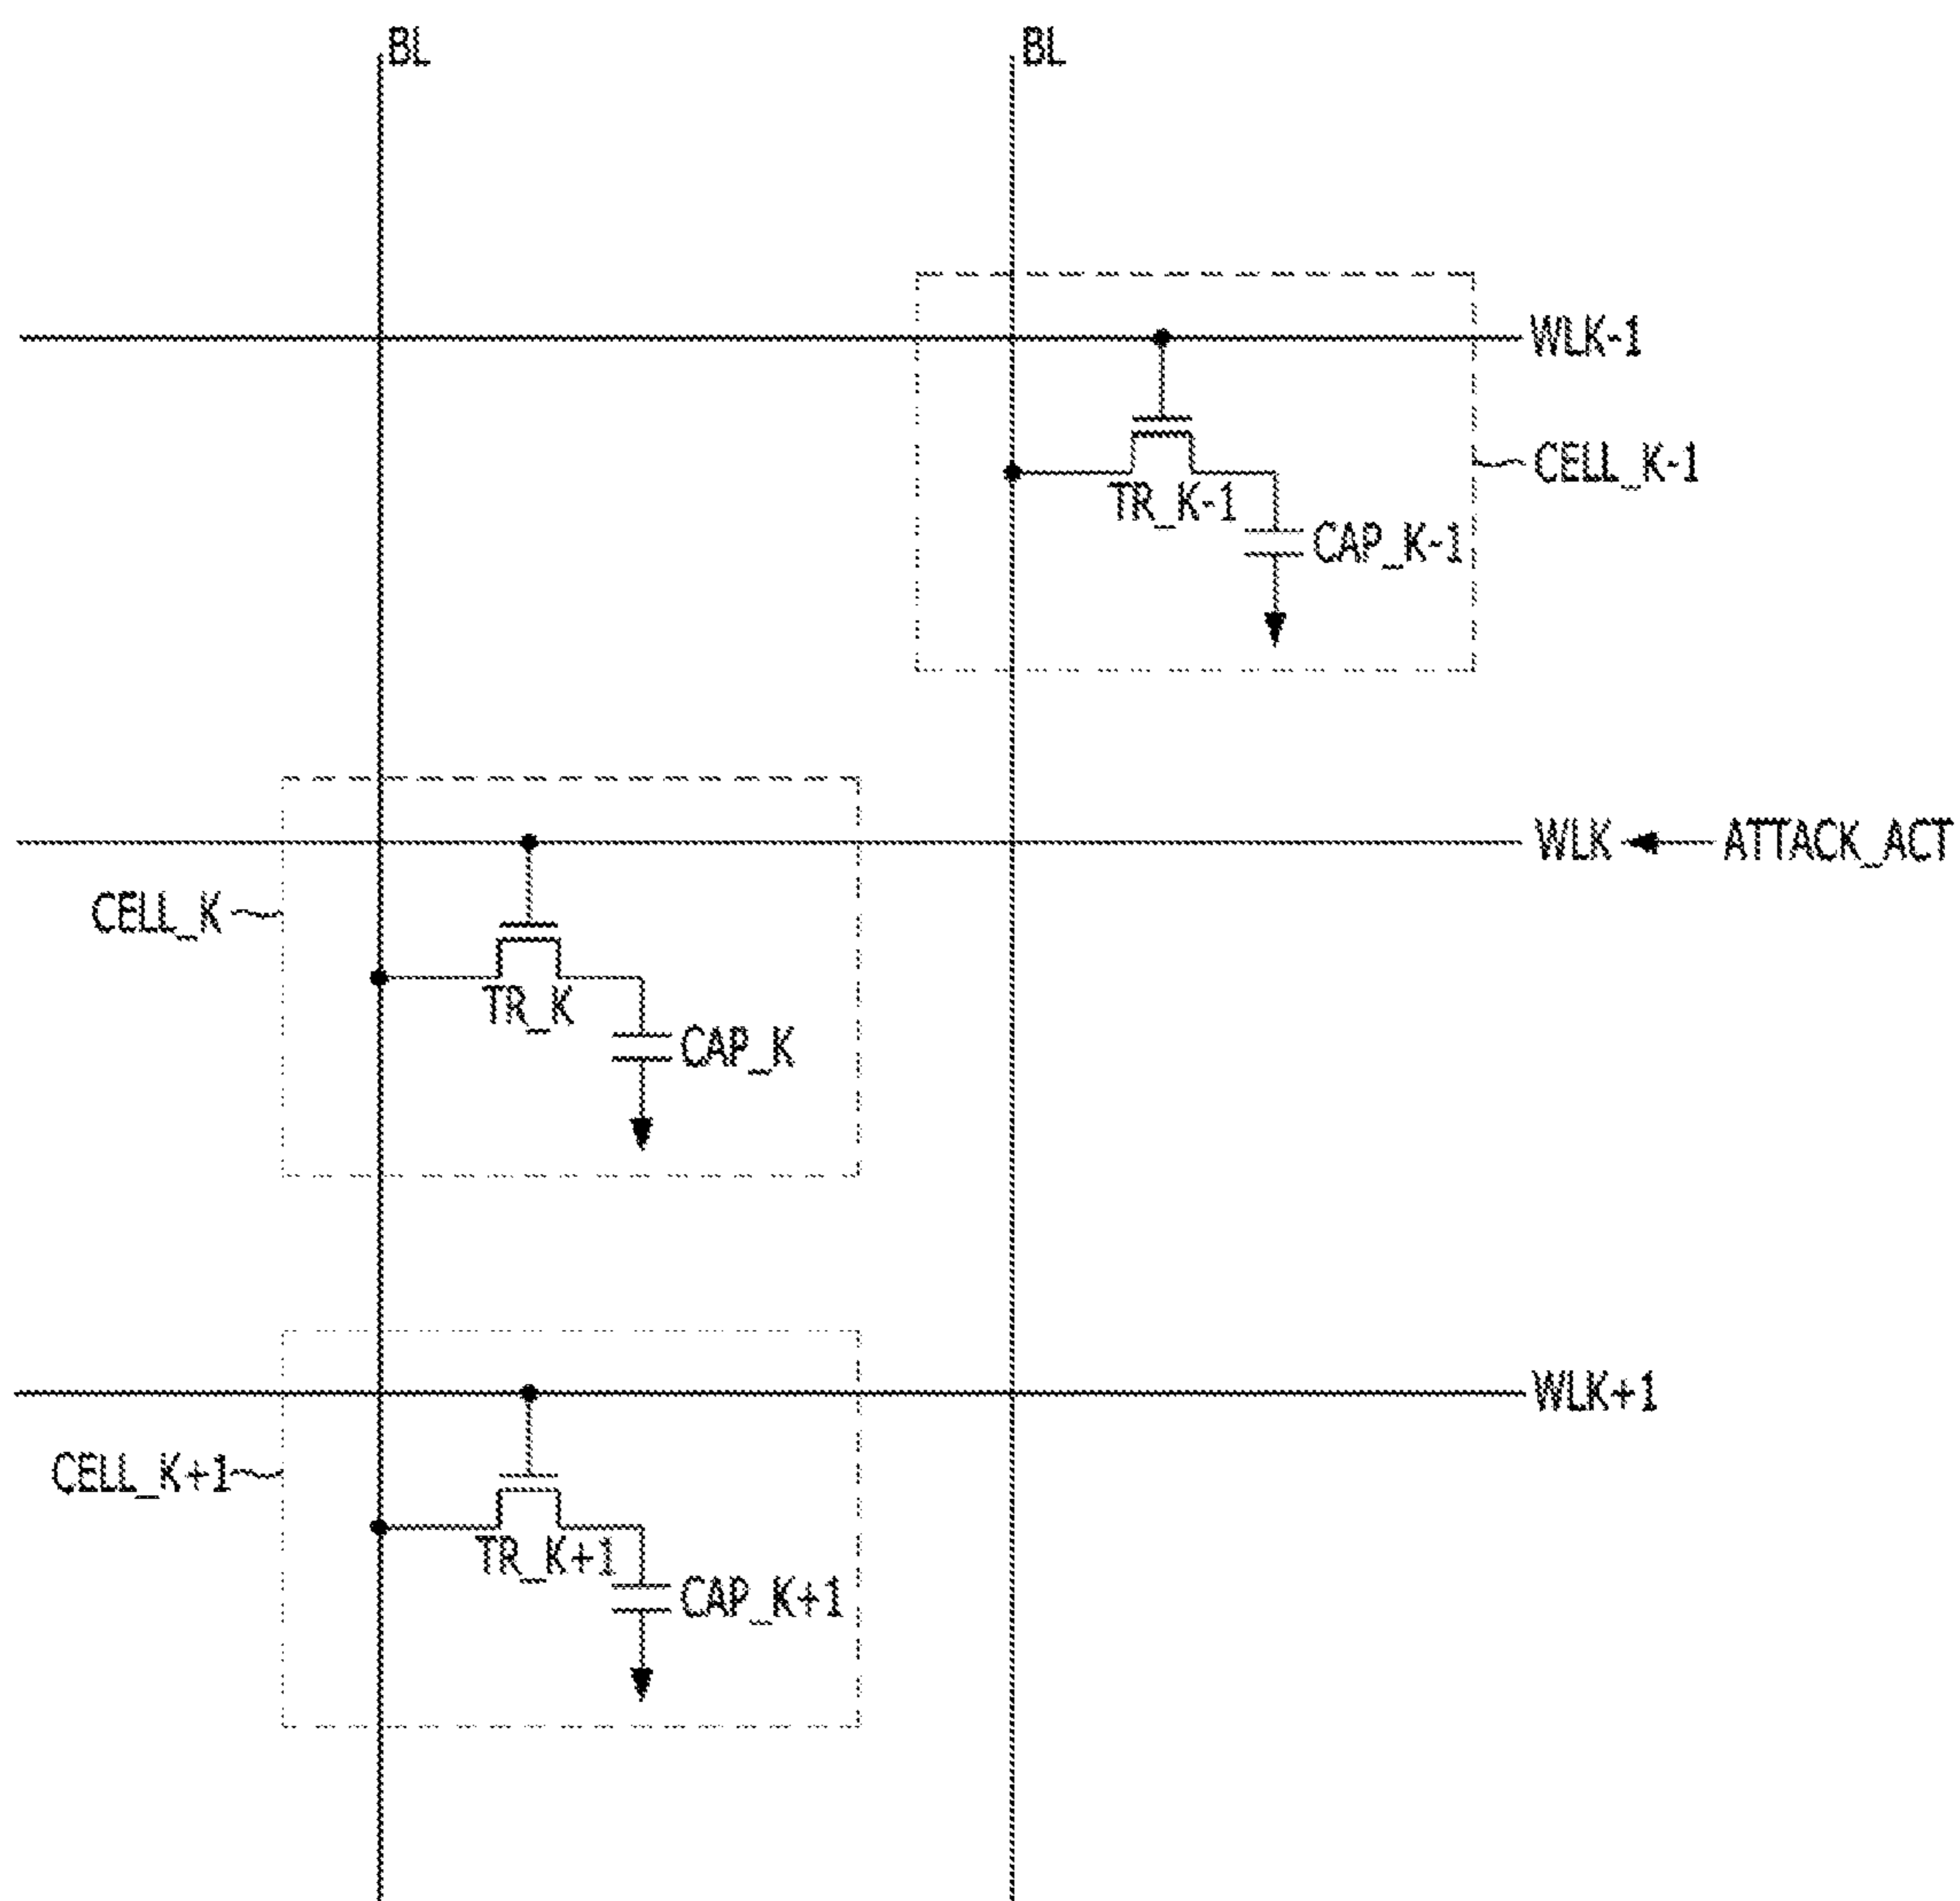 BL
BL
WLK-1
CELL_K-1
TR_K-1
CAP_K-1
WLK
ATTACK_ACT
CELL_K
TR_K
CAP_K
WLK+1
CELL_K+1
TR_K+1
CAP_K+1